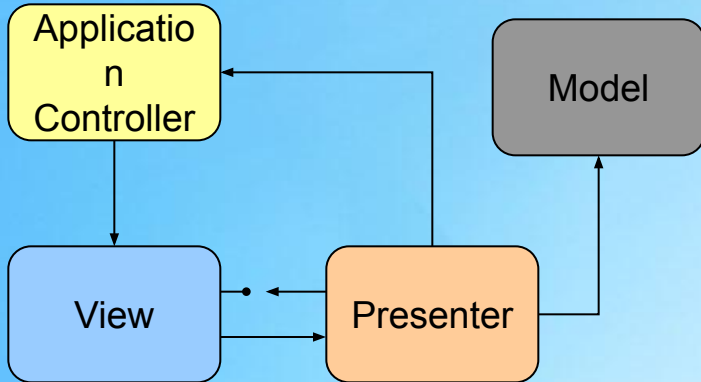 Applicatio
n
Controller
Model
View
Presenter